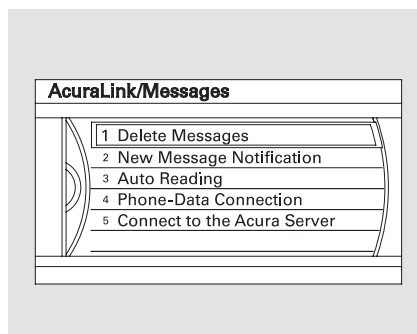 AcuraLink/Messages
1 Delete Messages
2 New Message Notification
3 Auto Reading
4 Phone-Data Connection
5 Connect to the Acura Server